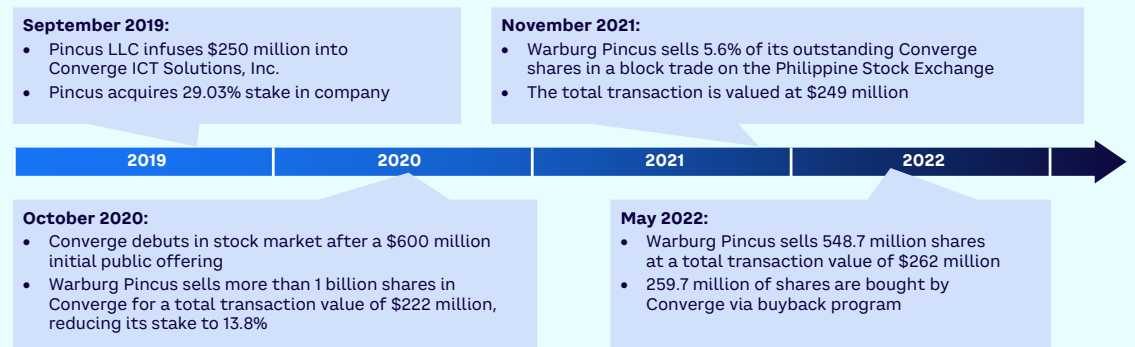 September 2019:
• Pincus LLC infuses $250 million into
Converge ICT Solutions, Inc.
• Pincus acquires 29.03% stake in company
November 2021:
• Warburg Pincus sells 5.6% of its outstanding Converge
shares in a block trade on the Philippine Stock Exchange
• The total transaction is valued at $249 million
2019 2020 2021 2022
October 2020:
• Converge debuts in stock market after a $600 million
initial public offering
• Warburg Pincus sells more than 1 billion shares in
Converge for a total transaction value of $222 million,
reducing its stake to 13.8%
May 2022:
• Warburg Pincus sells 548.7 million shares
at a total transaction value of $262 million
• 259.7 million of shares are bought by
Converge via buyback program